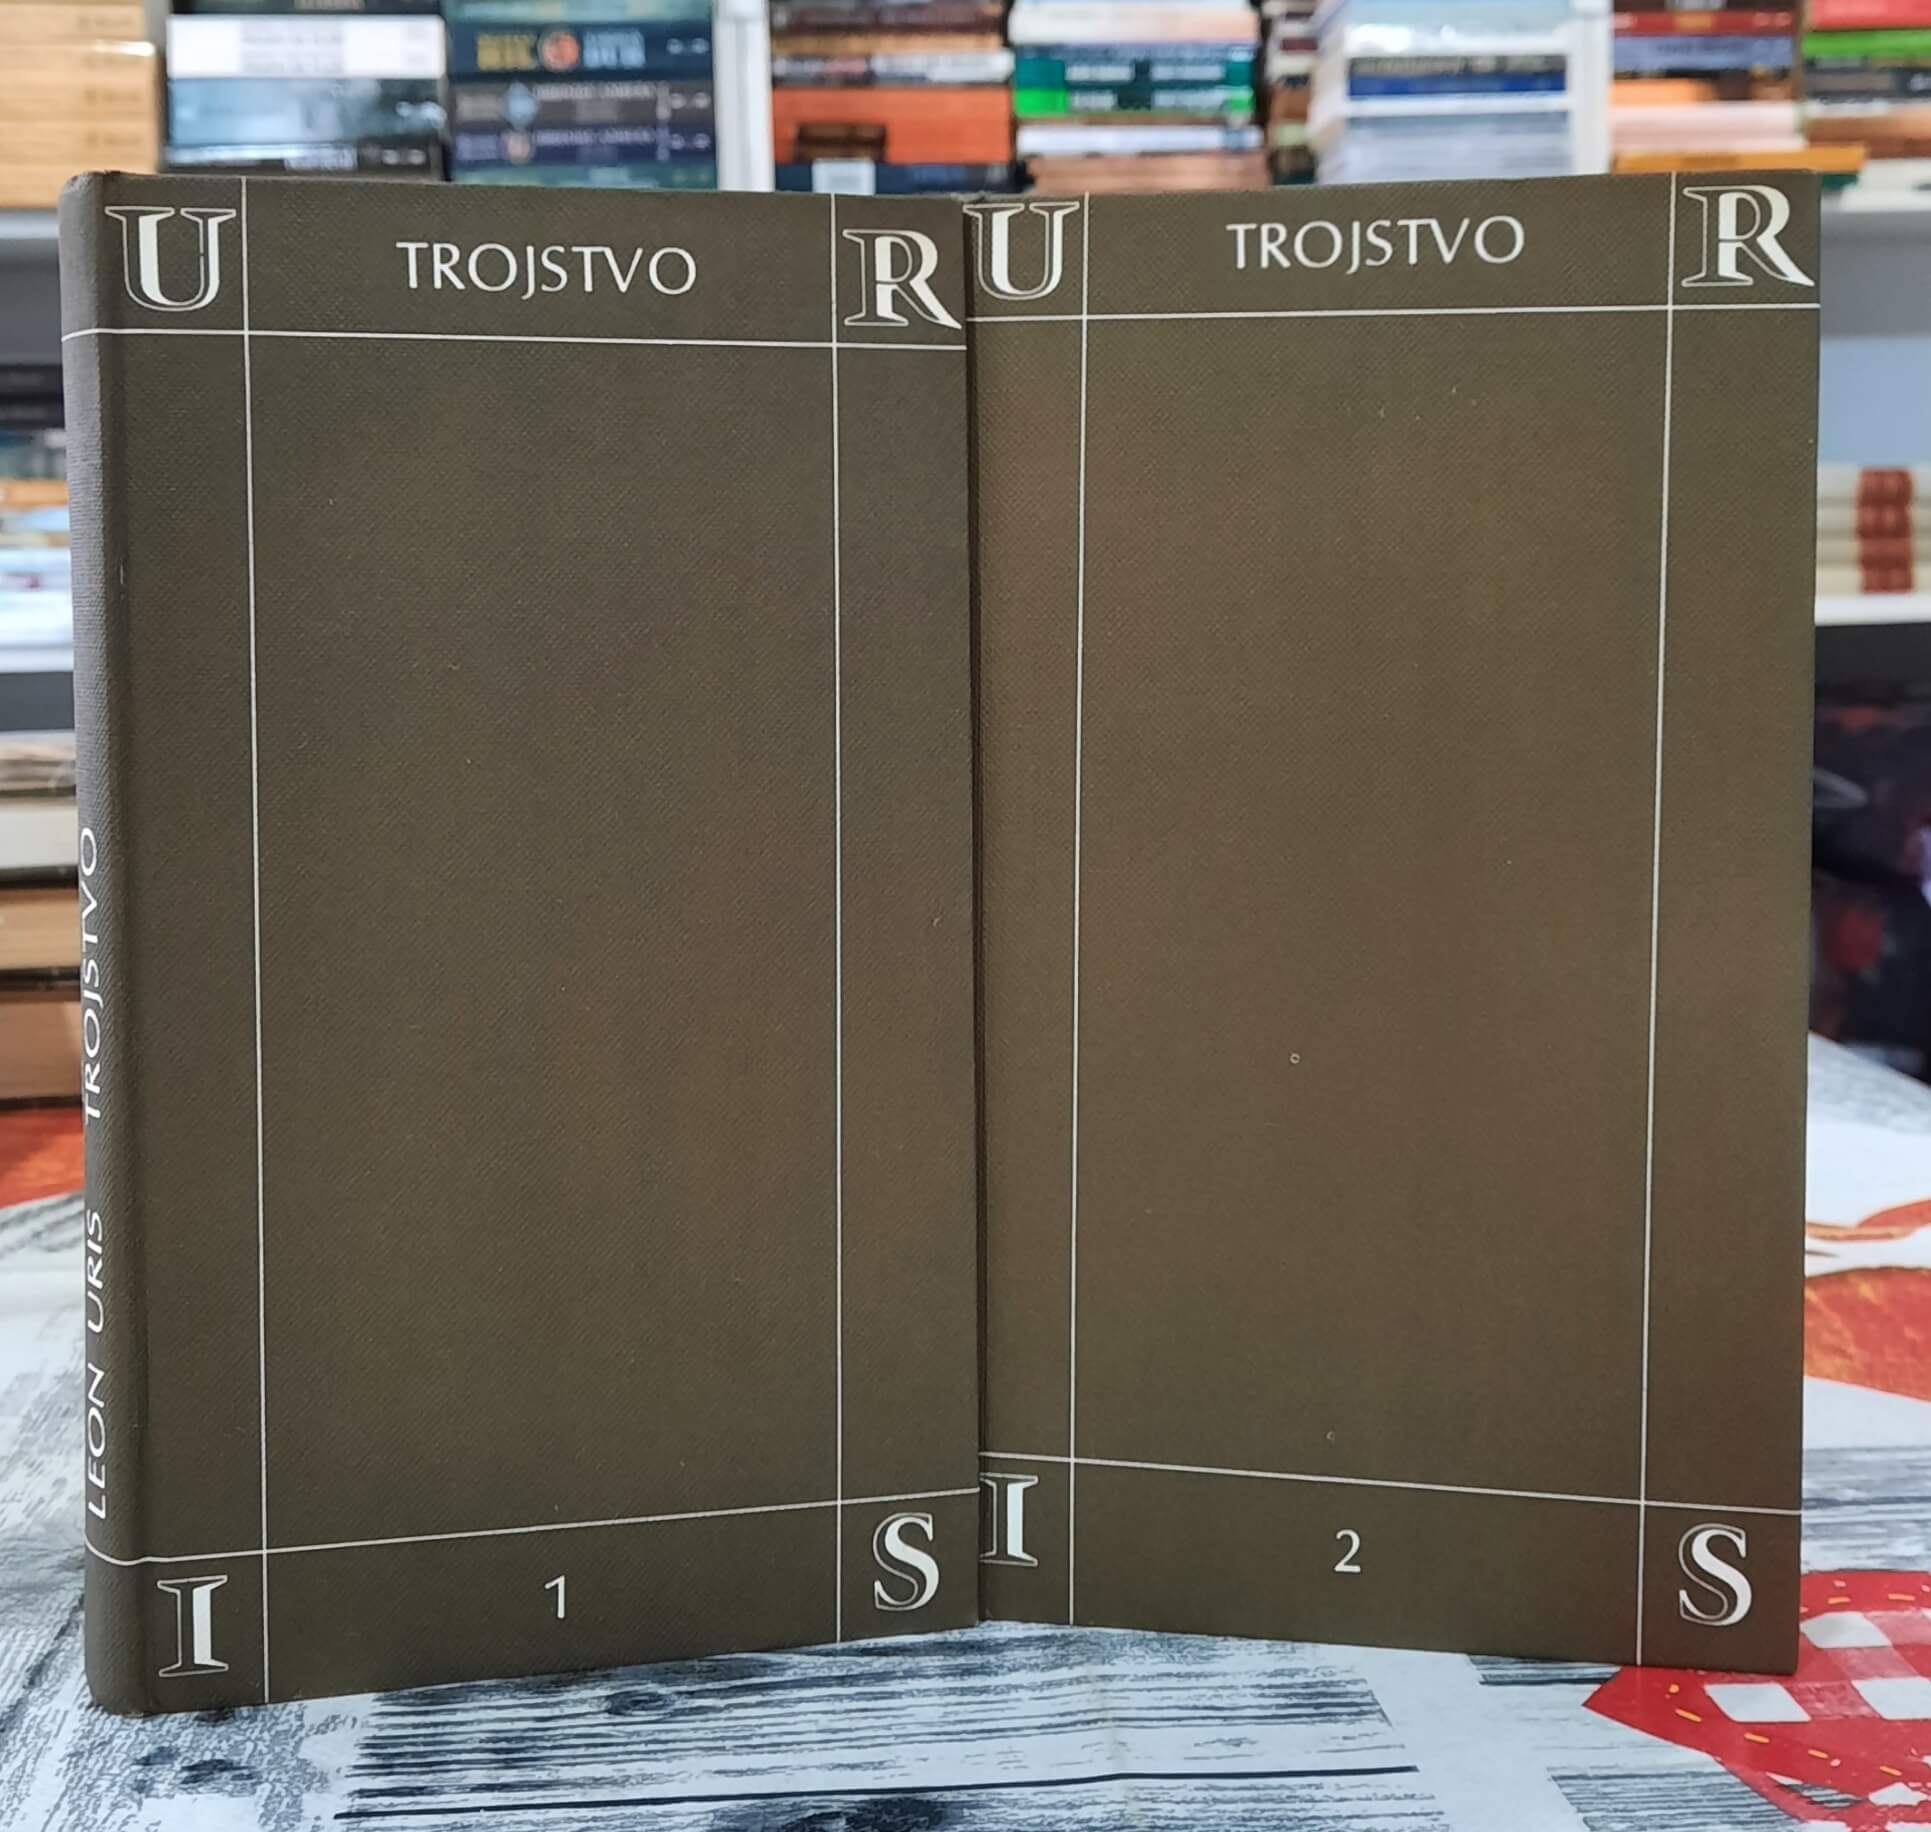 U TROJSTVO R
I 1 S
LEON URIS TROJSTVO
U TROJSTVO R
I 2 S